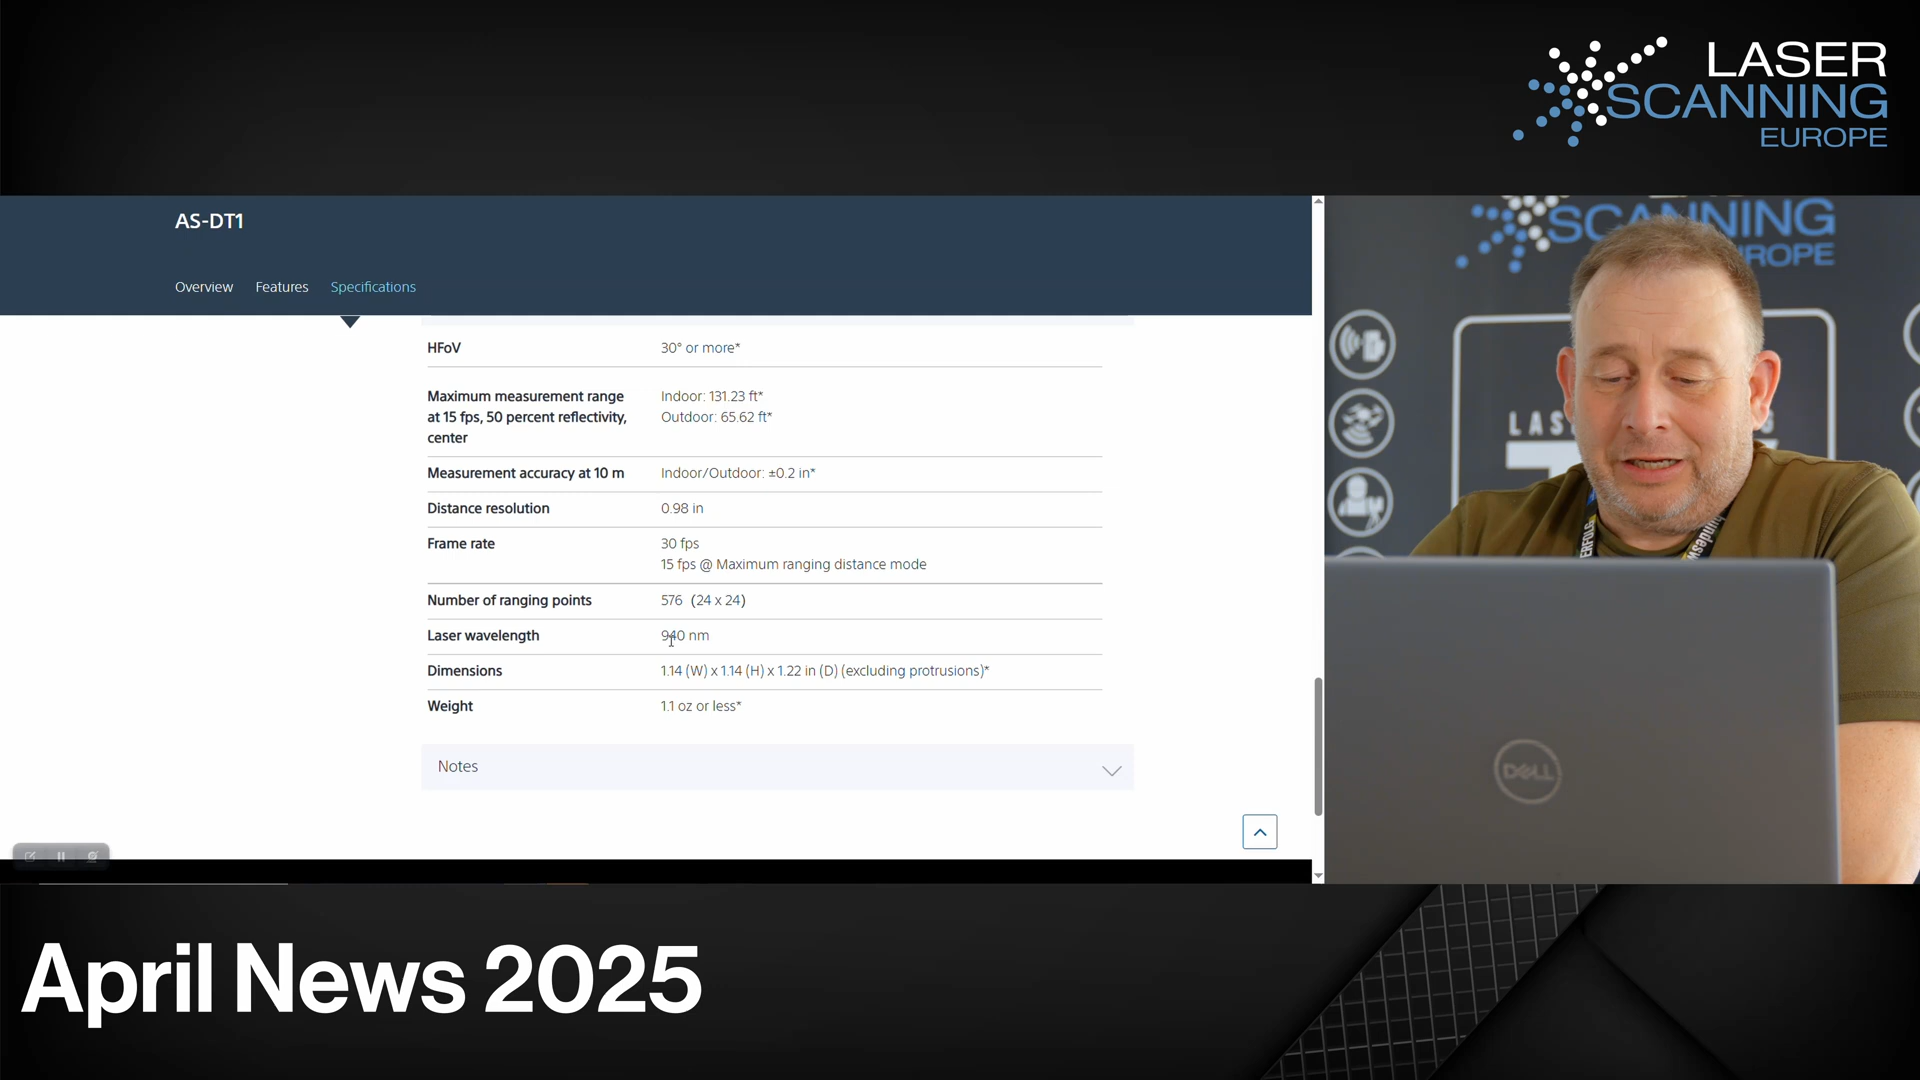 LASER
SCANNING
EUROPE
AS-DT1
Overview Features Specifications
HFoV 30° or more*
Maximum measurement range
at 15 fps, 50 percent reflectivity,
center
Indoor: 131.23 ft*
Outdoor: 65.62 ft*
Measurement accuracy at 10 m Indoor/Outdoor: ±0.2 in*
Distance resolution 0.98 in
Frame rate 30 fps
15 fps @ Maximum ranging distance mode
Number of ranging points 576 (24 x 24)
Laser wavelength 940 nm
Dimensions 1.14 (W) x 1.14 (H) x 1.22 in (D) (excluding protrusions)*
Weight 1.1 oz or less*
Notes
SCANNING
ROPE
LAS
DELL
April News 2025